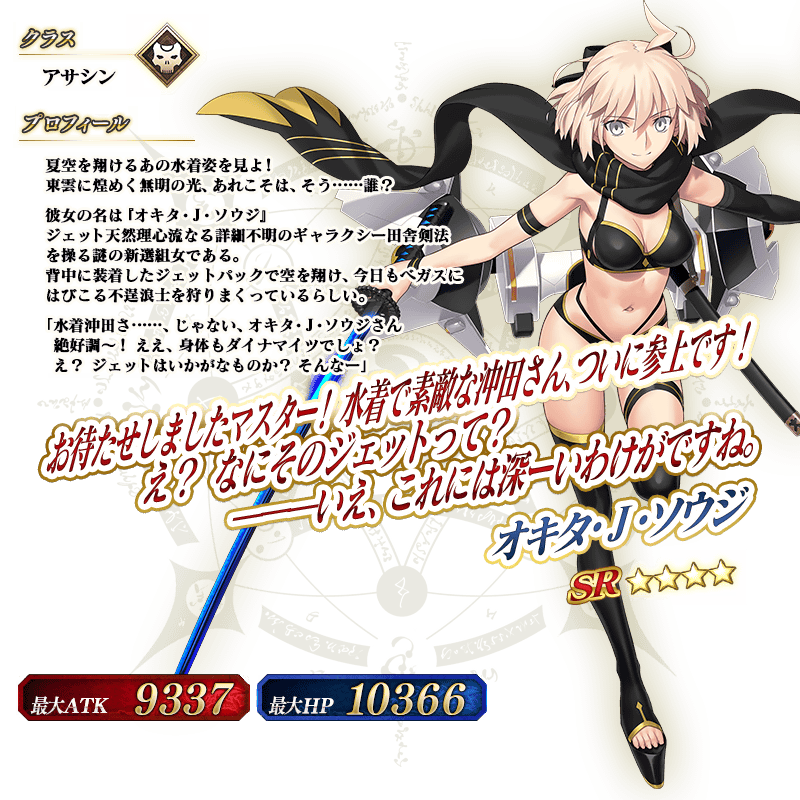 クラス
アサシン
プロフィール
夏空を翔けるあの水着姿を見よ！
東雲に煌めく無明の光、あれこそは、そう……誰？
彼女の名は『オキタ・J・ソウジ』
ジェット天然理心流なる詳細不明のギャラクシー田舎剣法
を操る謎の新選組女である。
背中に装着したジェットパックで空を翔け、今日もベガスに
はびこる不逞浪士を狩りまくっているらしい。
「水着沖田さ……、じゃない、オキタ・J・ソウジさん
絶好調～！ ええ、身体もダイナマイツでしょ？
え？ ジェットはいかがなものか？ そんなー」
お待たせしましたマスター！ 水着で素敵な沖田さん、ついに参上です！
え？ なにそのジェットって？
――いえ、これには深ーいわけがですね。
オキタ・J・ソウジ
SR
最大ATK 9337
最大HP 10366